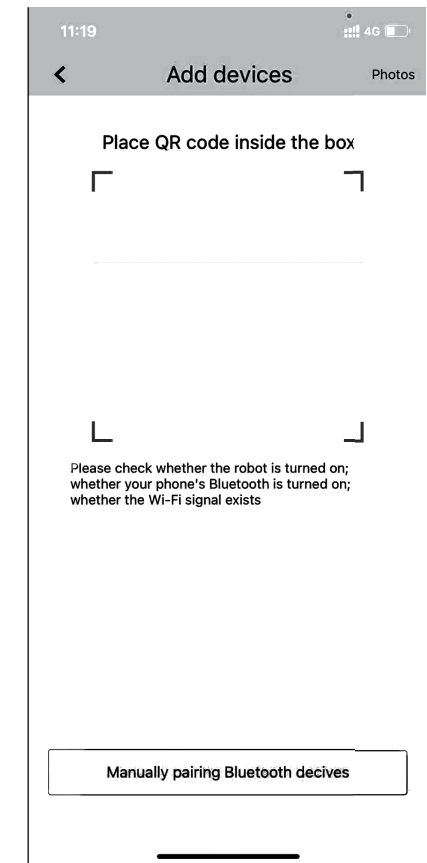 11:19
4G
Add devices
Photos
Place QR code inside the box
Please check whether the robot is turned on;
whether your phone's Bluetooth is turned on;
whether the Wi-Fi signal exists
Manually pairing Bluetooth decives